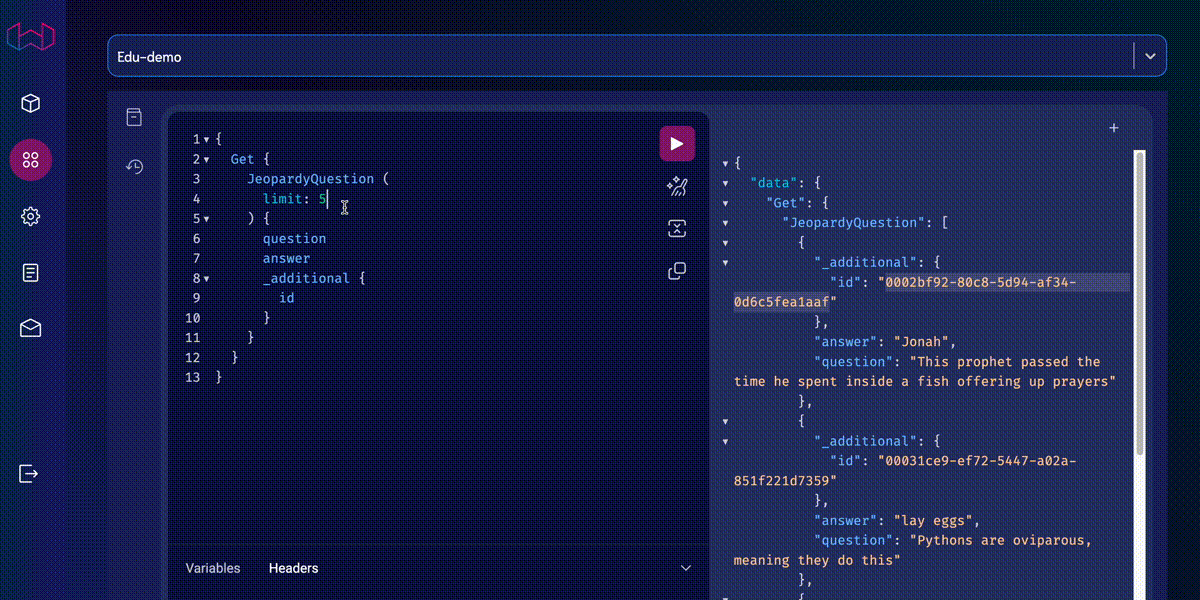 Edu-demo
1 {
2 Get {
3 JeopardyQuestion (
4 limit: 5
5 ) {
6 question
7 answer
8 _additional {
9 id
10 }
11 }
12 }
13 }
Variables Headers
{
"data": {
"Get": {
"JeopardyQuestion": [
{
"_additional": {
"id": "0002bf92-80c8-5d94-af34-
0d6c5fea1aaf"
},
"answer": "Jonah",
"question": "This prophet passed the
time he spent inside a fish offering up prayers"
},
{
"_additional": {
"id": "00031ce9-ef72-5447-a02a-
851f221d7359"
},
"answer": "lay eggs",
"question": "Pythons are oviparous,
meaning they do this"
},
{